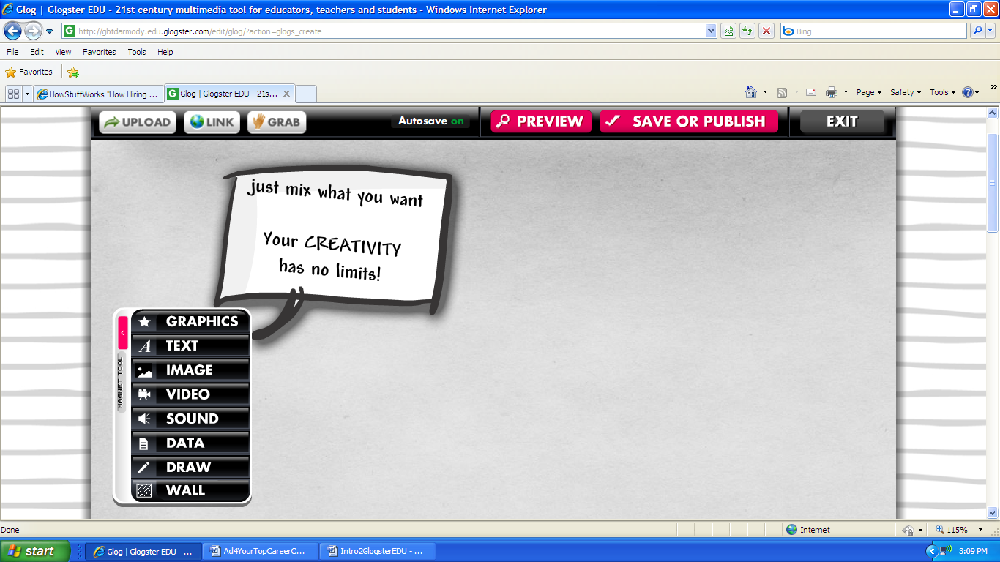 Glog | Glogster EDU - 21st century multimedia tool for educators, teachers and students - Windows Internet Explorer
http://gbtdarmody.edu.glogster.com/edit/glog/?action=glogs_create
Bing
File Edit View Favorites Tools Help
Favorites
HowStuffWorks "How Hiring ...
Glog | Glogster EDU - 21s...
Page Safety Tools
UPLOAD LINK GRAB Autosave on PREVIEW SAVE OR PUBLISH EXIT
just mix what you want
Your CREATIVITY
has no limits!
MAGNET TOOL
GRAPHICS
TEXT
IMAGE
VIDEO
SOUND
DATA
DRAW
WALL
Done Internet 115%
start Glog | Glogster EDU - ... Ad4YourTopCareerC... Intro2GlogsterEDU - ... 3:09 PM